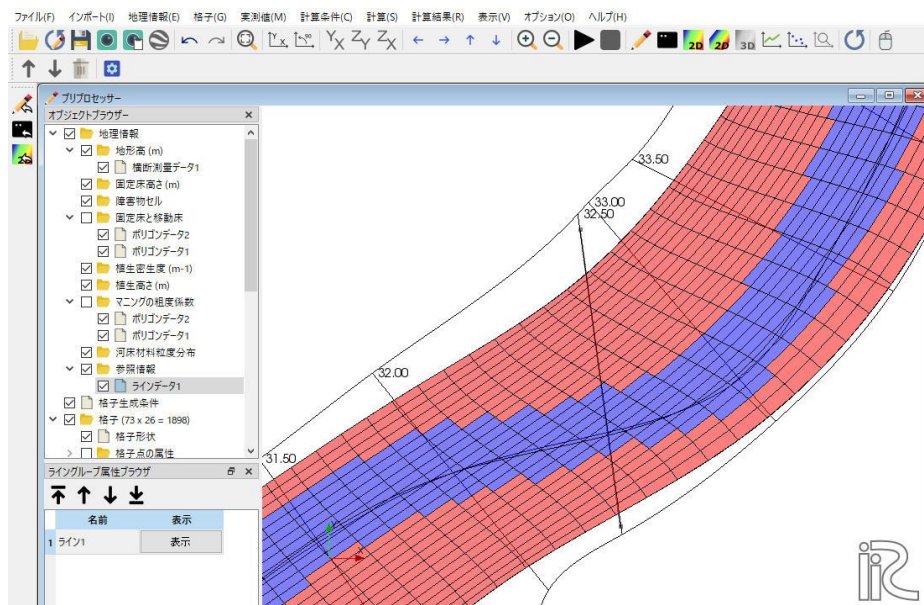 ファイル(F) インポート(I) 地理情報(E) 格子(G) 実測値(M) 計算条件(C) 計算(S) 計算結果(R) 表示(V) オプション(O) ヘルプ(H)
YX ZY ZX 2D 2D 3D
プリプロセッサー
オブジェクトブラウザー
地理情報
地形高 (m)
横断測量データ1
固定床高さ (m)
障害物セル
固定床と移動床
ポリゴンデータ2
ポリゴンデータ1
植生密生度 (m-1)
植生高さ (m)
マニングの粗度係数
ポリゴンデータ2
ポリゴンデータ1
河床材料粒度分布
参照情報
ラインデータ1
格子生成条件
格子 (73 x 26 = 1898)
格子形状
格子点の属性
ライングループ属性ブラウザ
名前 表示
1 ライン1 表示
33.50
33.00
32.50
32.00
31.50
Y
X
iRIC